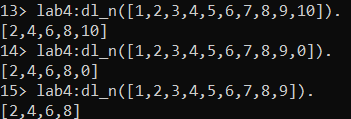 13> lab4:dl_n([1,2,3,4,5,6,7,8,9,10]).
[2,4,6,8,10]
14> lab4:dl_n([1,2,3,4,5,6,7,8,9,0]).
[2,4,6,8,0]
15> lab4:dl_n([1,2,3,4,5,6,7,8,9]).
[2,4,6,8]